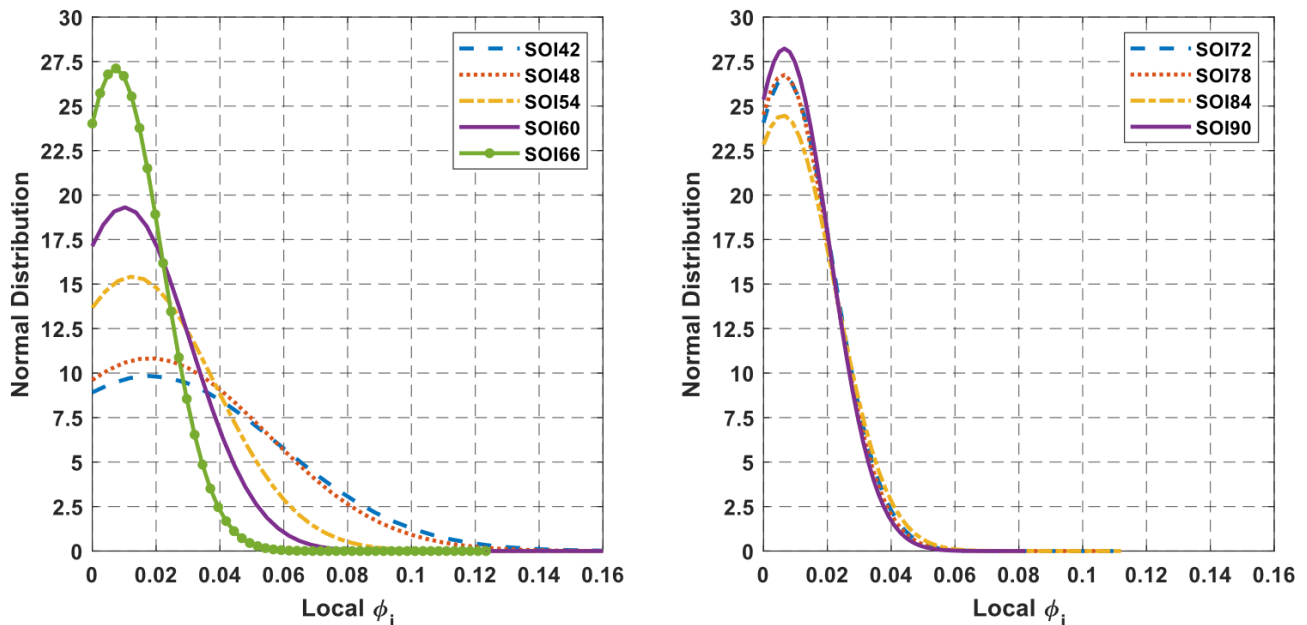 30
27.5
25
22.5
20
17.5
15
12.5
10
7.5
5
2.5
0
Normal Distribution
SOI42
SOI48
SOI54
SOI60
SOI66
0 0.02 0.04 0.06 0.08 0.1 0.12 0.14 0.16
Local ϕi
30
27.5
25
22.5
20
17.5
15
12.5
10
7.5
5
2.5
0
Normal Distribution
SOI72
SOI78
SOI84
SOI90
0 0.02 0.04 0.06 0.08 0.1 0.12 0.14 0.16
Local ϕi